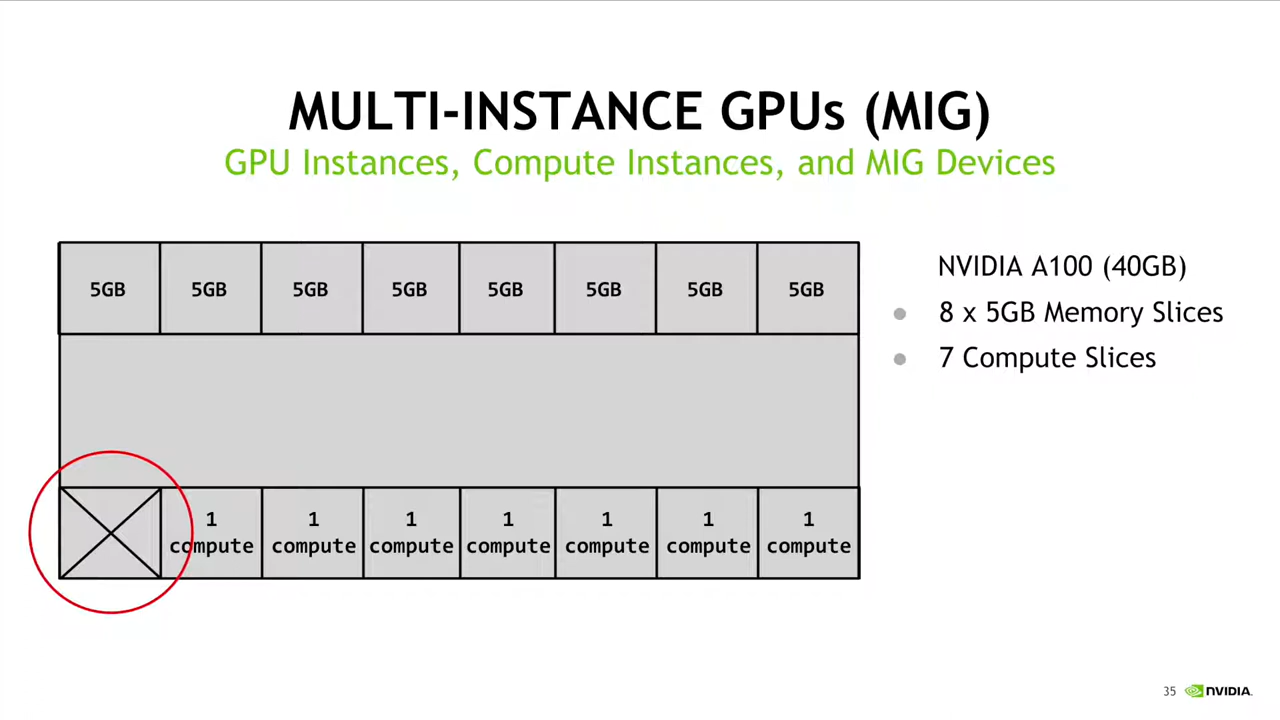 MULTI-INSTANCE GPUs (MIG)
GPU Instances, Compute Instances, and MIG Devices
5GB 5GB 5GB 5GB 5GB 5GB 5GB 5GB
NVIDIA A100 (40GB)
● 8 x 5GB Memory Slices
● 7 Compute Slices
1 1 1 1 1 1 1
compute compute compute compute compute compute compute
35 NVIDIA.